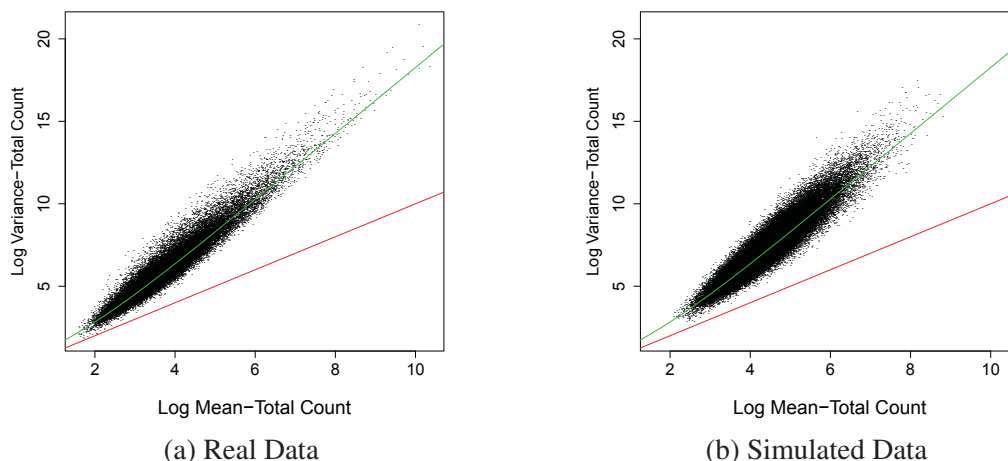 20
15
10
5
Log Variance−Total Count
2 4 6 8 10
Log Mean−Total Count
(a) Real Data
20
15
10
5
Log Variance−Total Count
2 4 6 8 10
Log Mean−Total Count
(b) Simulated Data